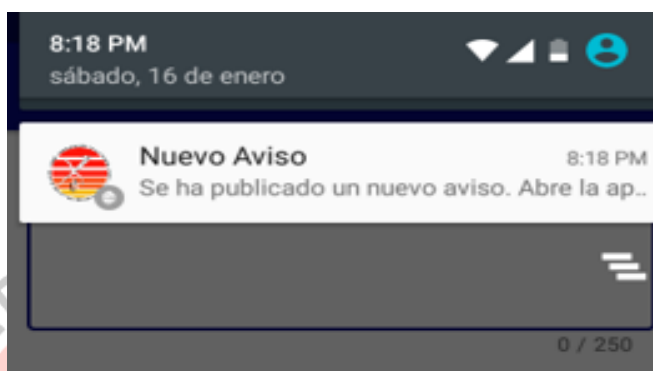 8:18 PM
sábado, 16 de enero
Nuevo Aviso 8:18 PM
Se ha publicado un nuevo aviso. Abre la ap..
0 / 250